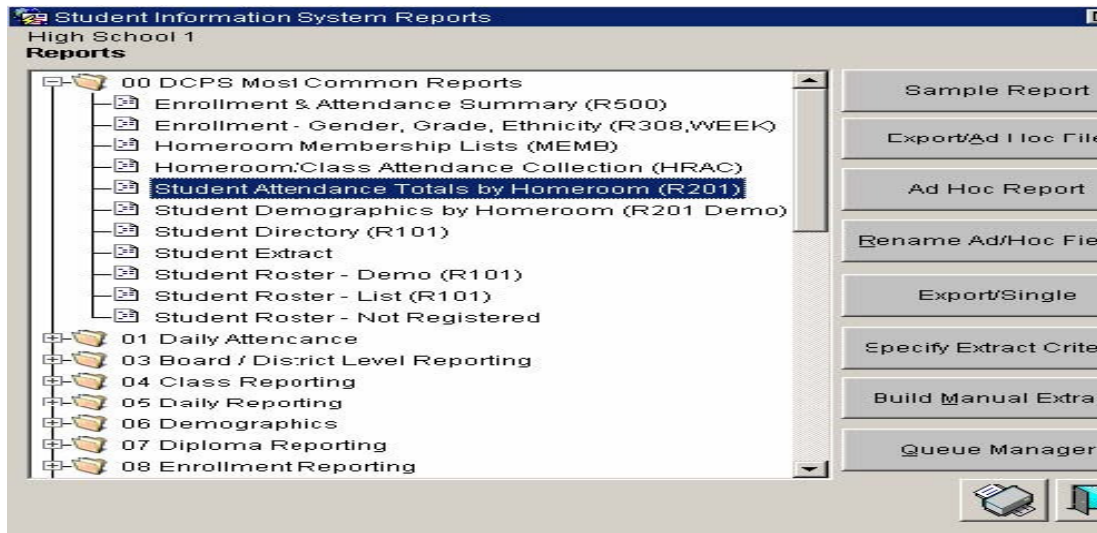 Student Information System Reports
High School 1
Reports
00 DCPS Most Common Reports
Enrollment & Attendance Summary (R500)
Enrollment - Gender, Grade, Ethnicity (R308,WEEK)
Homeroom Membership Lists (MEMB)
Homeroom/Class Attendance Collection (HRAC)
Student Attendance Totals by Homeroom (R201)
Student Demographics by Homeroom (R201 Demo)
Student Directory (R101)
Student Extract
Student Roster - Demo (R101)
Student Roster - List (R101)
Student Roster - Not Registered
01 Daily Attencance
03 Board / District Level Reporting
04 Class Reporting
05 Daily Reporting
06 Demographics
07 Diploma Reporting
08 Enrollment Reporting
Sample Report
Export/Ad Hoc File
Ad Hoc Report
Rename Ad/Hoc Fie
Export/Single
Specify Extract Crite
Build Manual Extra
Queue Manager